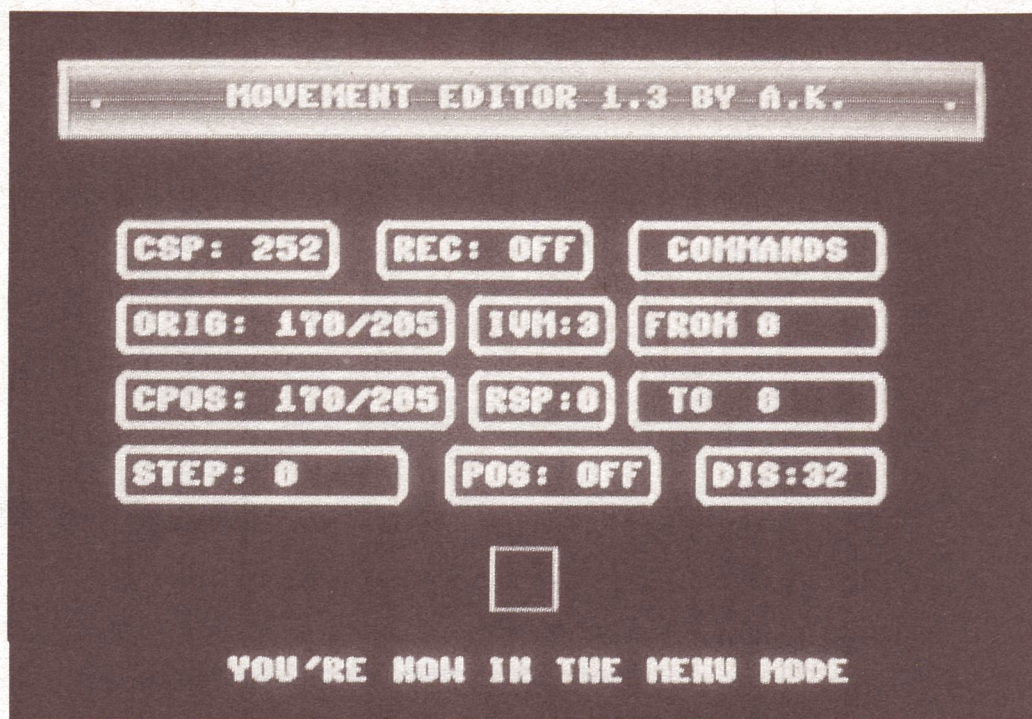 . MOVEMENT EDITOR 1.3 BY A.K. .
CSP: 252 REC: OFF COMMANDS
ORIG: 170/205 IVM:3 FROM 0
CPOS: 170/205 RSP:0 TO 0
STEP: 0 POS: OFF DIS:32
YOU'RE NOW IN THE MENU MODE